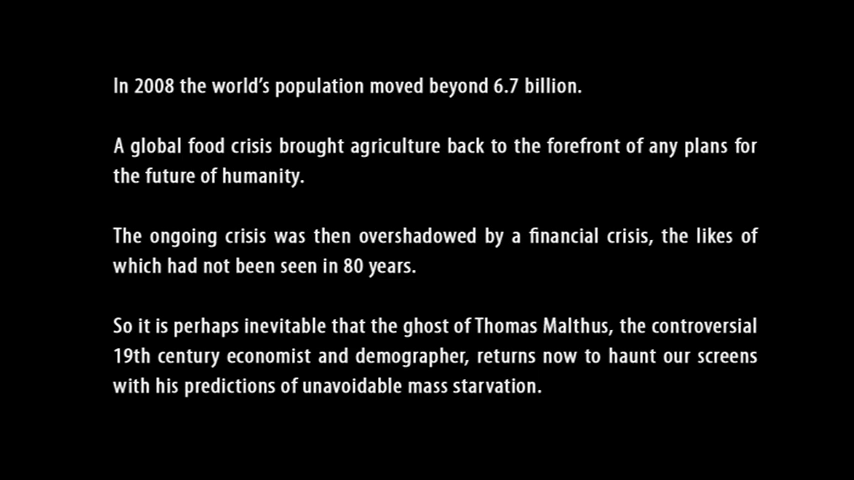 In 2008 the world's population moved beyond 6.7 billion.
A global food crisis brought agriculture back to the forefront of any plans for
the future of humanity.
The ongoing crisis was then overshadowed by a financial crisis, the likes of
which had not been seen in 80 years.
So it is perhaps inevitable that the ghost of Thomas Malthus, the controversial
19th century economist and demographer, returns now to haunt our screens
with his predictions of unavoidable mass starvation.